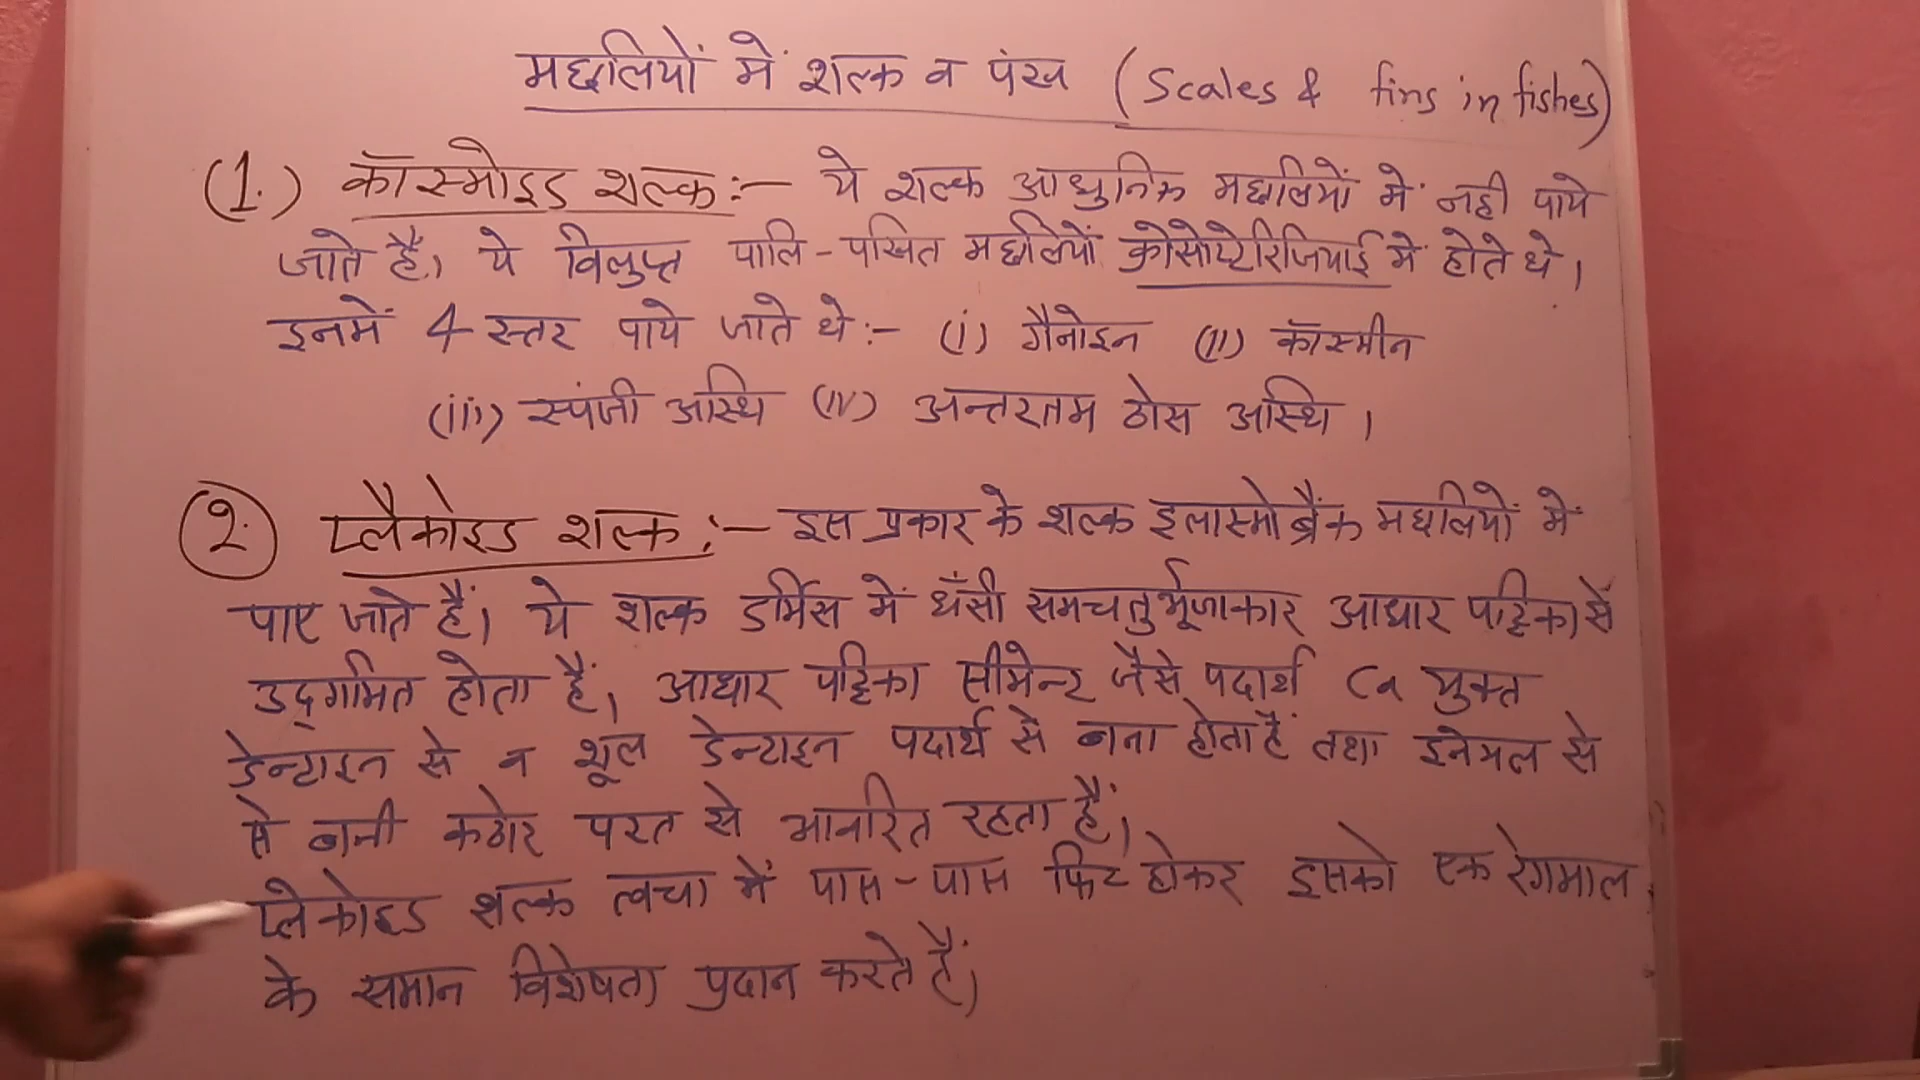 मछलियों में शल्क व पंख (Scales & fins in fishes)
(1.) कॉस्मोइड शल्क :- ये शल्क आधुनिक मछलियों में नही पाये
जाते हैं। ये विलुप्त पालि-पखित मछलियों क्रोसोप्टेरिजियाई में होते थे।
इनमें 4 स्तर पाये जाते थे :- (i) गैनोइन (ii) कॉस्मीन
(iii) स्पंजी अस्थि (iv) अन्तरतम ठोस अस्थि।
2. प्लैकोइड शल्क :- इस प्रकार के शल्क इलास्मोब्रैंक मछलियों में
पाए जाते हैं। ये शल्क डर्मिस में धँसी समचतुर्भूजाकार आधार पट्टिका से
उद्गमित होता हैं। आधार पट्टिका सीमेन्ट जैसे पदार्थ Ca युक्त
डेन्टाइन से व शूल डेन्टाइन पदार्थ से बना होता हैं तथा इनेमल से
से बनी कठोर परत से आवरित रहता हैं।
प्लेकोइड शल्क त्वचा में पास-पास फिट होकर इसको एक रेगमाल
के समान विशेषता प्रदान करते हैं।